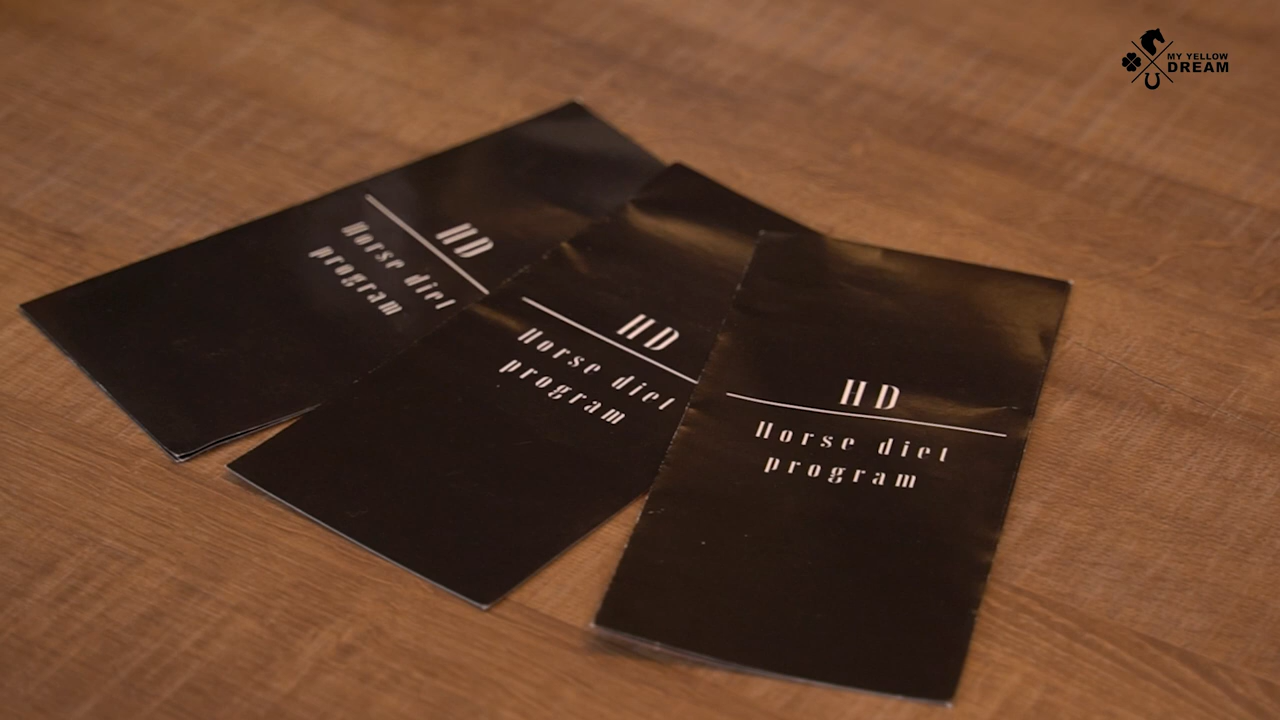 MY YELLOW
DREAM
HD
Horse diet
program
HD
Horse diet
program
HD
Horse diet
program